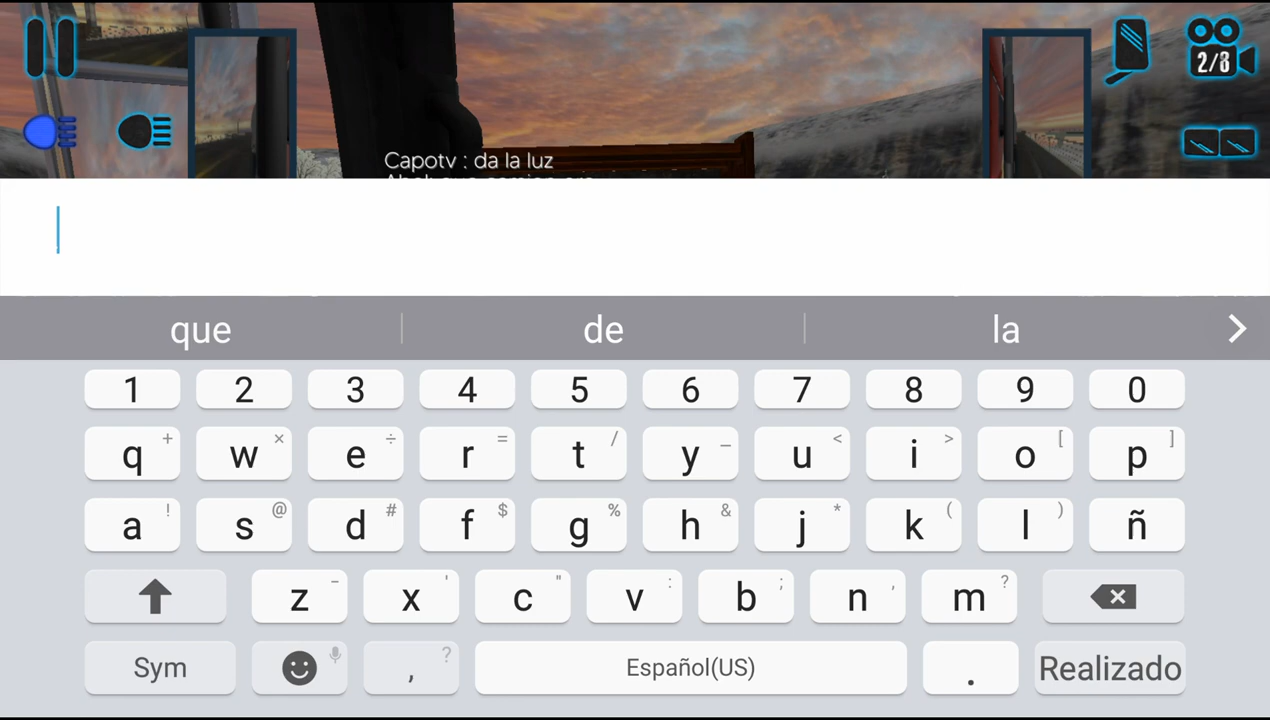 2/8
Capotv : da la luz
que de la
1 2 3 4 5 6 7 8 9 0
q + w × e ÷ r = t / y _ u < i > o [ p ]
a ! s @ d # f $ g % h & j * k ( l ) ñ
z - x ' c " v : b ; n , m ?
Sym , ? Español(US) . Realizado